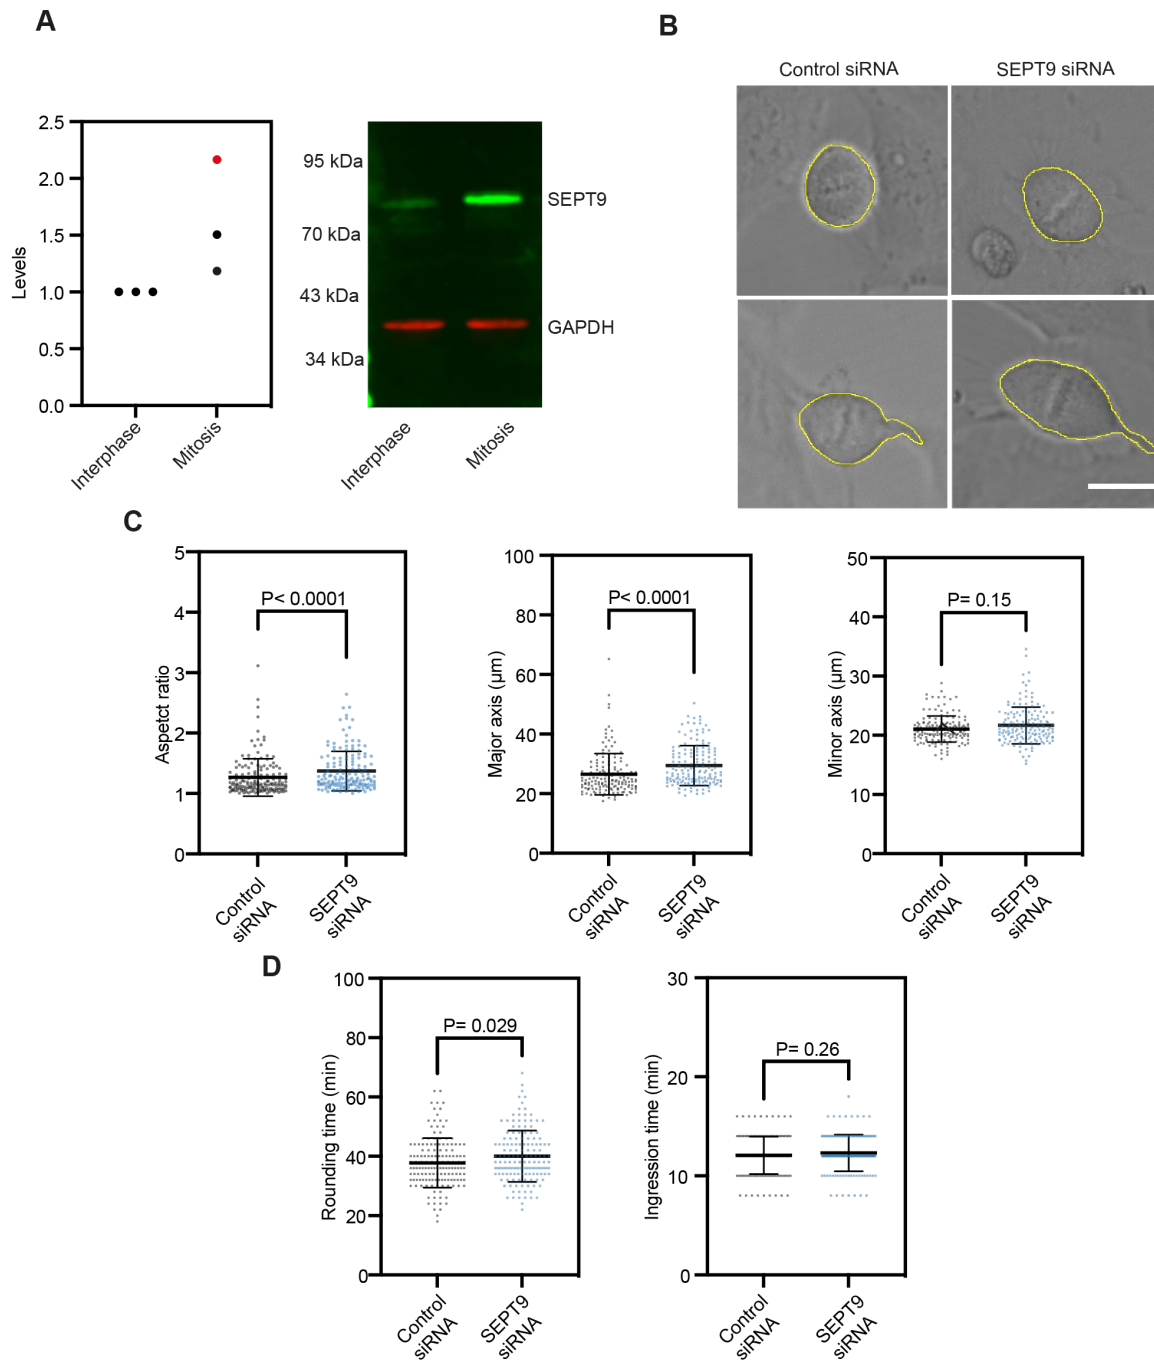 A
B
Control siRNA
SEPT9 siRNA
2.5
2.0
1.5
1.0
0.5
0.0
Levels
Interphase
Mitosis
95 kDa
70 kDa
43 kDa
34 kDa
SEPT9
GAPDH
Interphase
Mitosis
C
5
4
3
2
1
0
Aspetct ratio
P< 0.0001
Control
siRNA
SEPT9
siRNA
100
80
60
40
20
0
Major axis (μm)
P< 0.0001
Control
siRNA
SEPT9
siRNA
50
40
30
20
10
0
Minor axis (μm)
P= 0.15
Control
siRNA
SEPT9
siRNA
D
100
80
60
40
20
0
Rounding time (min)
P= 0.029
Control
siRNA
SEPT9
siRNA
30
20
10
0
Ingression time (min)
P= 0.26
Control
siRNA
SEPT9
siRNA